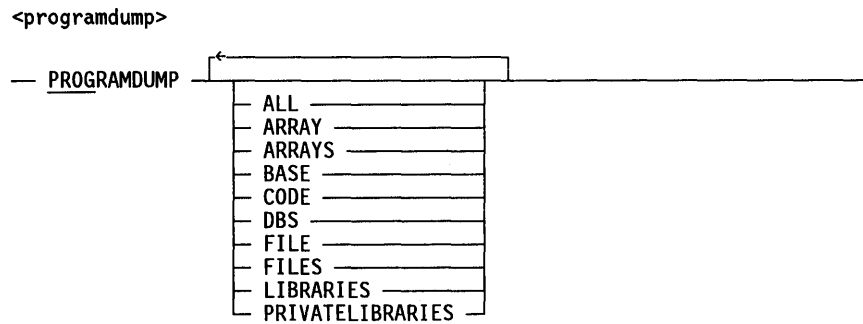 <programdump>
PROGRAMDUMP
ALL
ARRAY
ARRAYS
BASE
CODE
DBS
FILE
FILES
LIBRARIES
PRIVATELIBRARIES